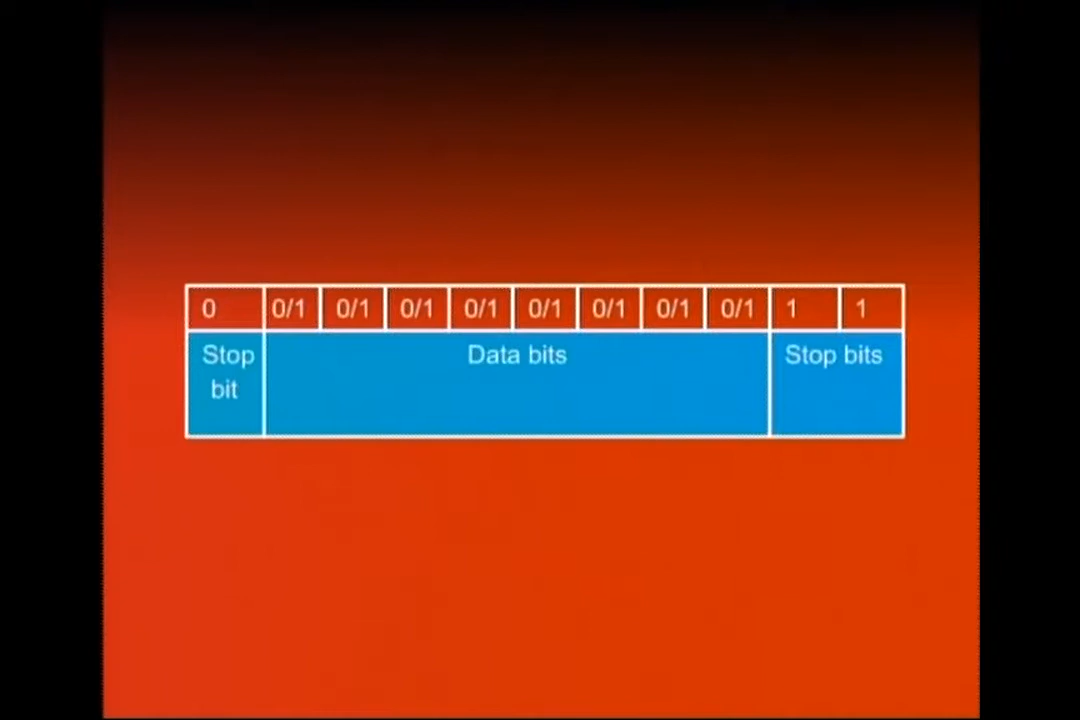 0 0/1 0/1 0/1 0/1 0/1 0/1 0/1 0/1 1 1
Stop Data bits Stop bits
bit